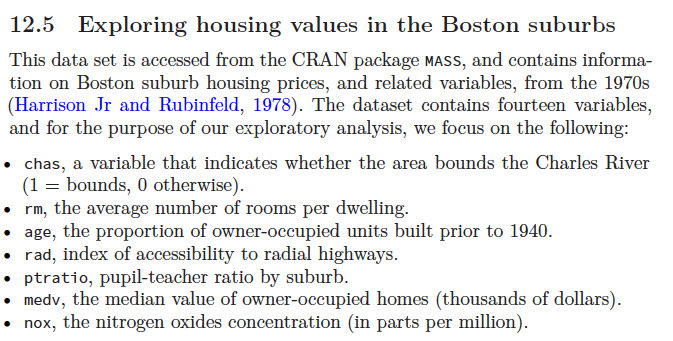 12.5 Exploring housing values in the Boston suburbs
This data set is accessed from the CRAN package MASS, and contains informa-
tion on Boston suburb housing prices, and related variables, from the 1970s
(Harrison Jr and Rubinfeld, 1978). The dataset contains fourteen variables,
and for the purpose of our exploratory analysis, we focus on the following:
• chas, a variable that indicates whether the area bounds the Charles River
(1 = bounds, 0 otherwise).
• rm, the average number of rooms per dwelling.
• age, the proportion of owner-occupied units built prior to 1940.
• rad, index of accessibility to radial highways.
• ptratio, pupil-teacher ratio by suburb.
• medv, the median value of owner-occupied homes (thousands of dollars).
• nox, the nitrogen oxides concentration (in parts per million).